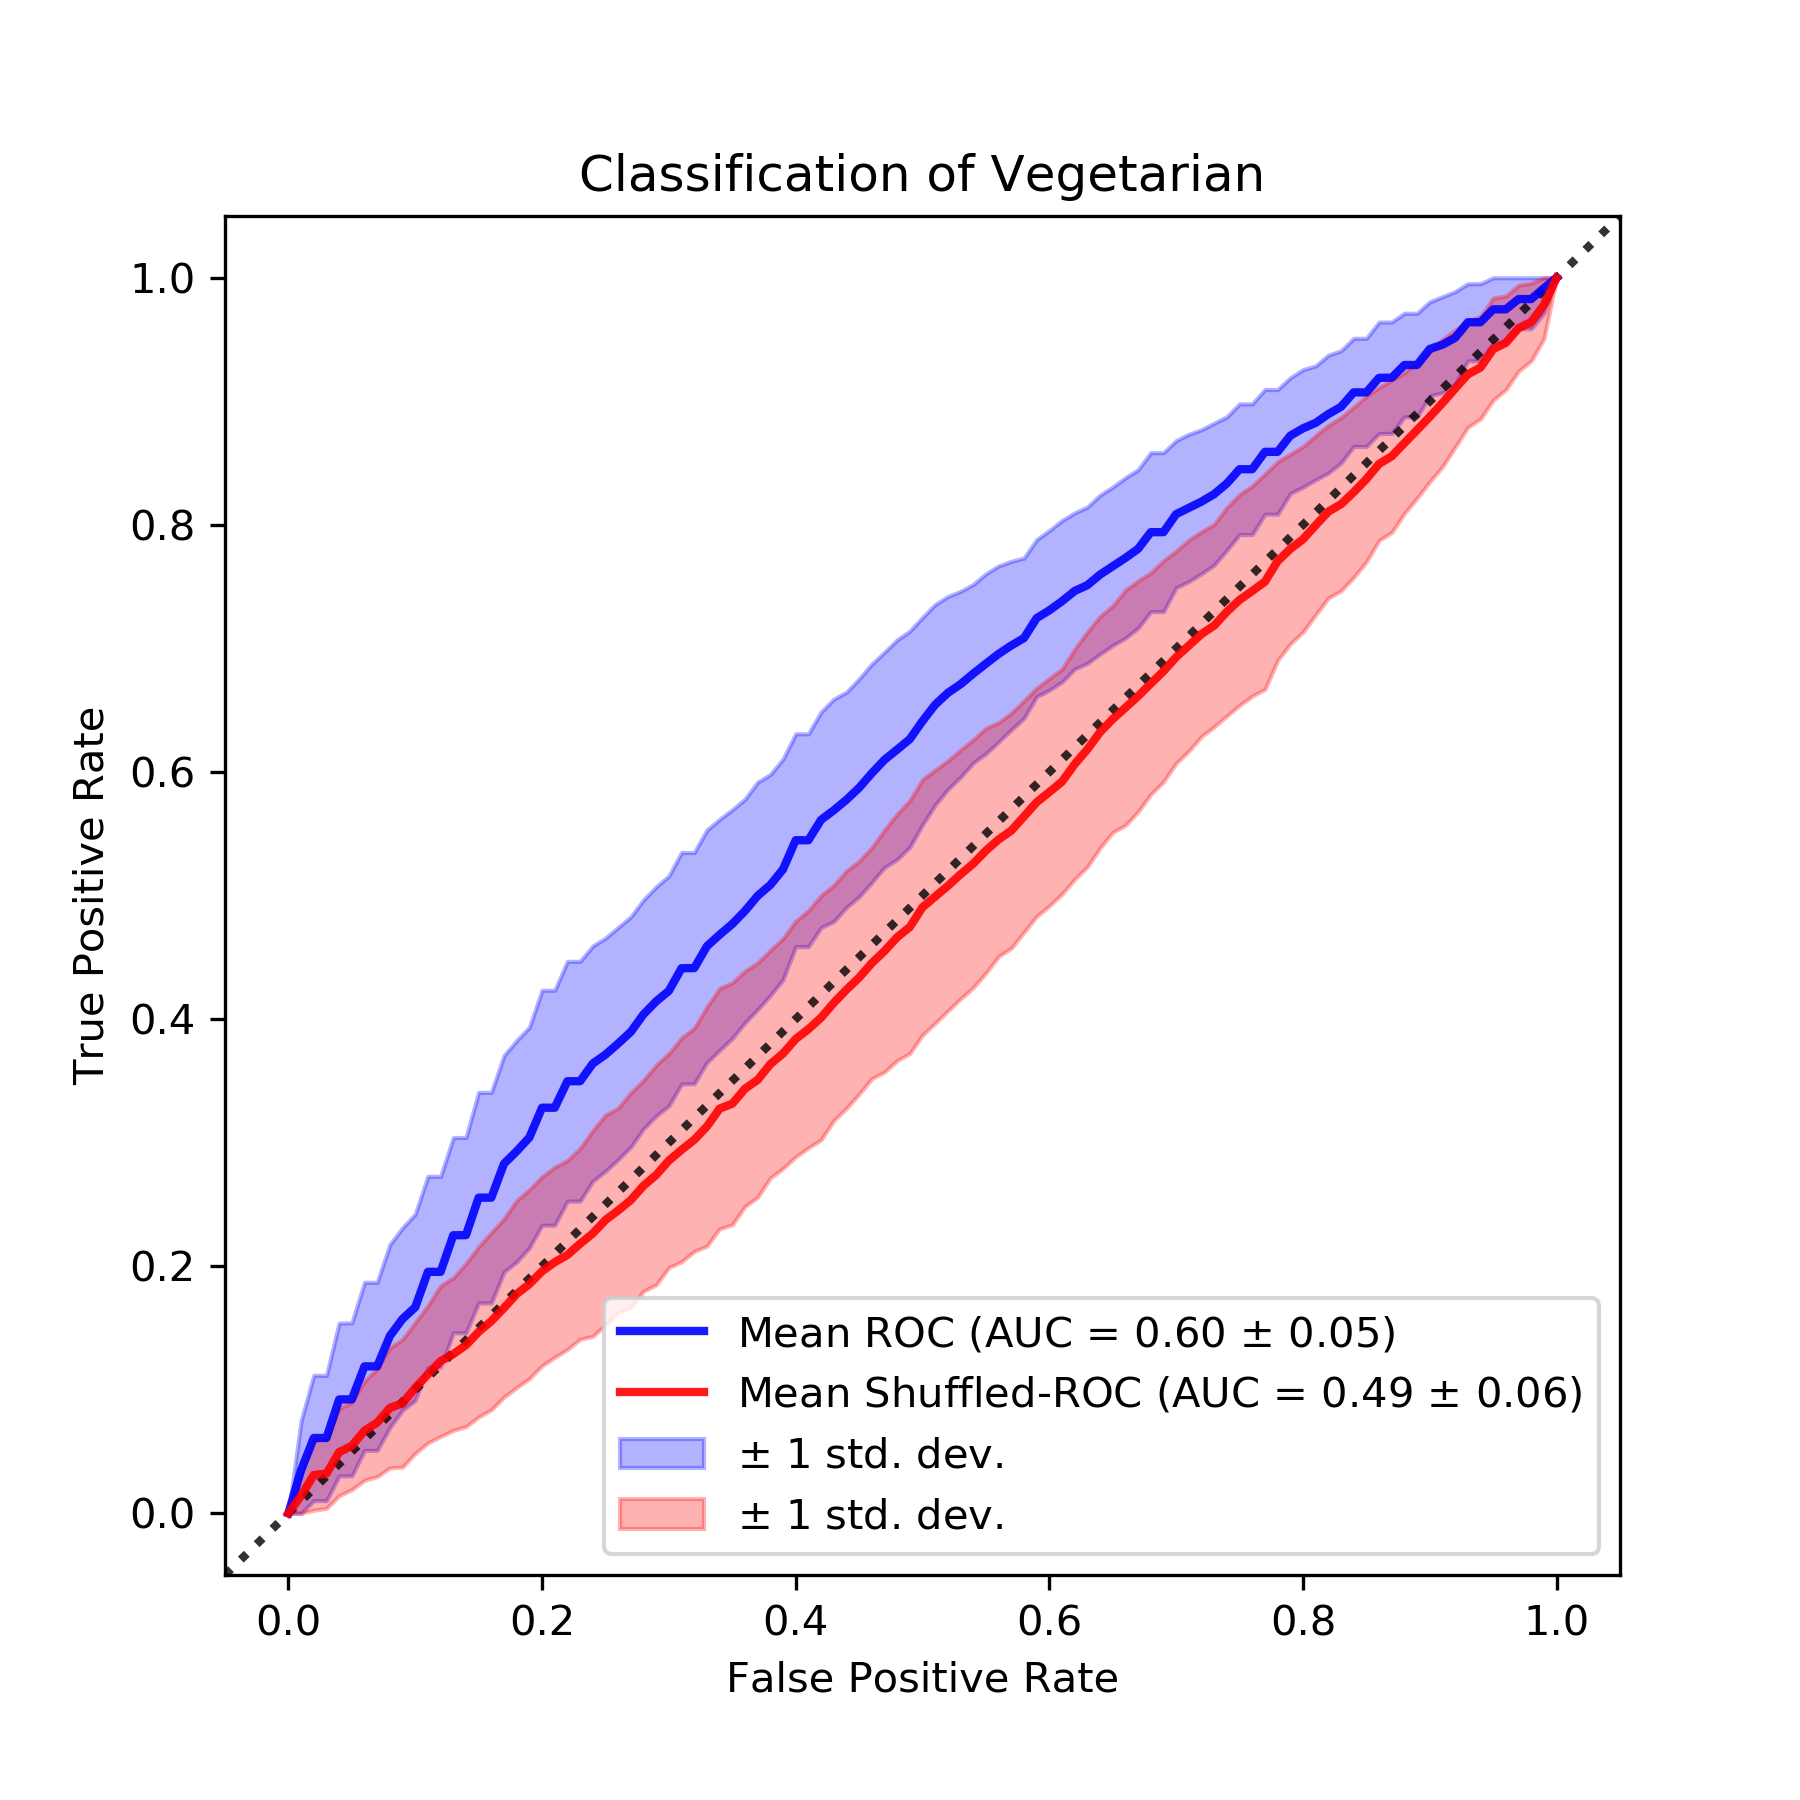 Classification of Vegetarian
True Positive Rate
1.0
0.8
0.6
0.4
0.2
0.0
Mean ROC (AUC = 0.60 ± 0.05)
Mean Shuffled-ROC (AUC = 0.49 ± 0.06)
± 1 std. dev.
± 1 std. dev.
0.0 0.2 0.4 0.6 0.8 1.0
False Positive Rate